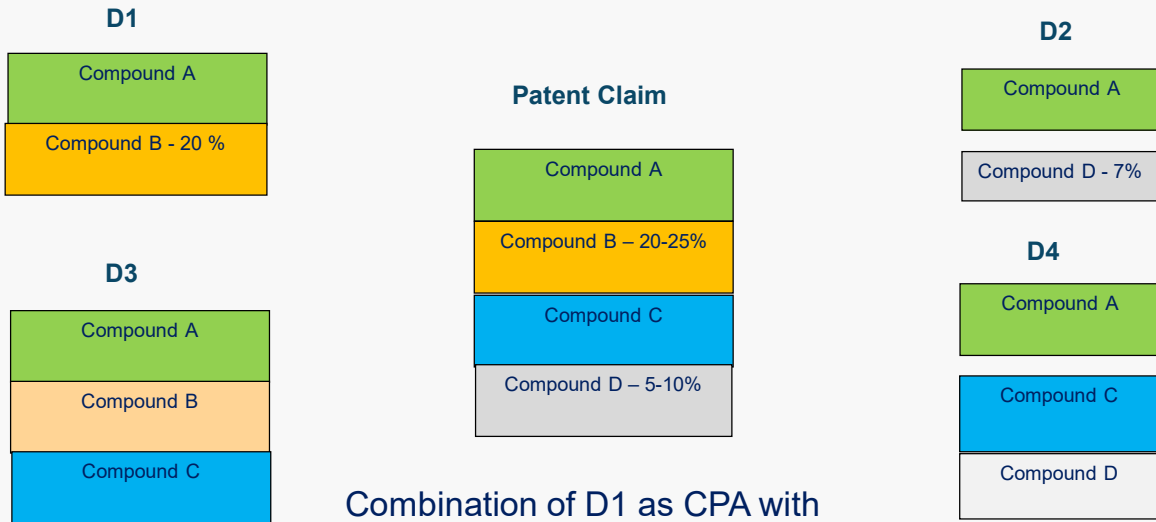 D1
Compound A
Compound B - 20 %
D3
Compound A
Compound B
Compound C
Patent Claim
Compound A
Compound B – 20-25%
Compound C
Compound D – 5-10%
Combination of D1 as CPA with
D2
Compound A
Compound D - 7%
D4
Compound A
Compound C
Compound D